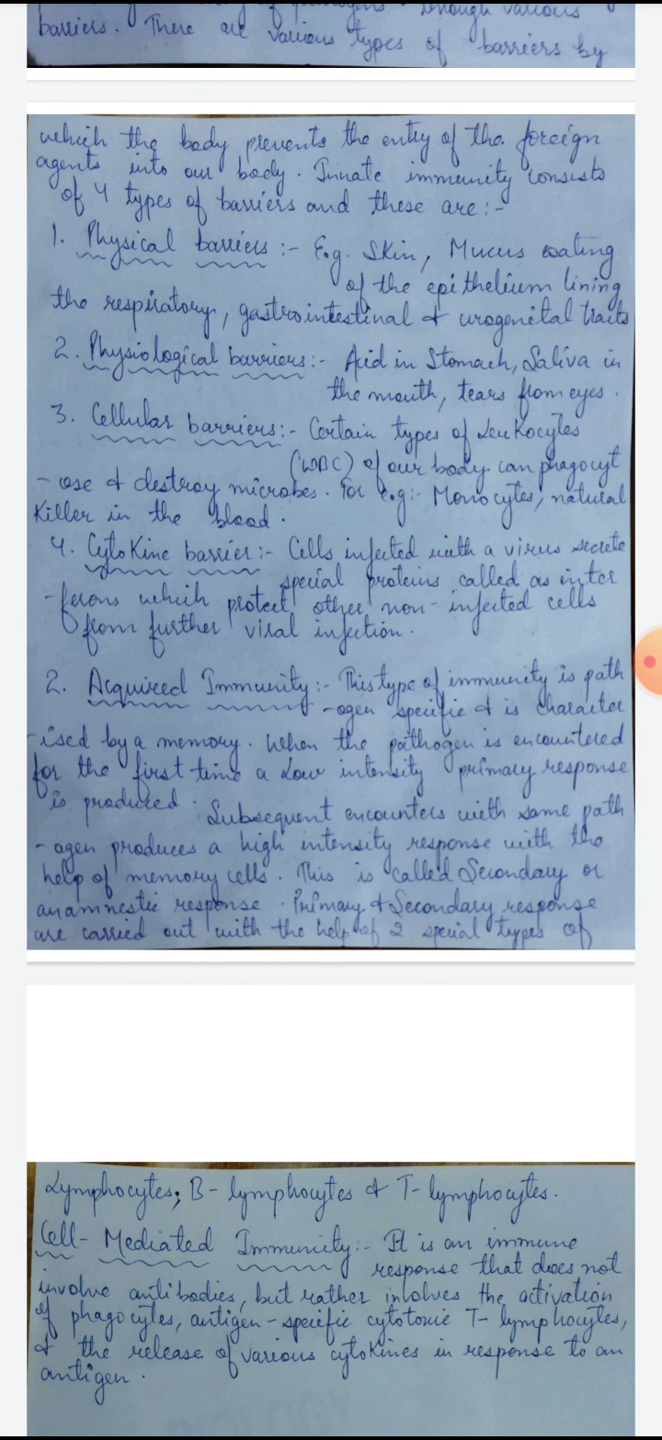 through various
barriers. There are various types of barriers by
which the body prevents the entry of the foreign
agents into our body. Innate immunity consists
of 4 types of barriers and these are :-
1. Physical barriers :- E.g. Skin, Mucus coating
of the epithelium lining
the respiratory, gastrointestinal & urogenital tracts
2. Physiological barriers:- Acid in Stomach, Saliva in
the mouth, tears from eyes.
3. Cellular barriers:- Certain types of Leukocytes
(WBC) of our body can phagocyt
-ose & destroy microbes. For e.g:- Monocytes, natural
Killer in the blood.
4. Cytokine barrier:- Cells infected with a virus secrete
special proteins called as inter
-ferons which protect other non-infected cells
from further viral infection.
2. Acquired Immunity:- This type of immunity is path
-ogen specific & is character
-ised by a memory. When the pathogen is encountered
for the first time a low intensity primary response
is produced. Subsequent encounters with same path
-ogen produces a high intensity response with the
help of memory cells. This is called Secondary or
anamnestic response. Primary & Secondary response
are carried out with the help of 2 special types of
Lymphocytes; B-lymphocytes & T-lymphocytes.
Cell-Mediated Immunity:- It is an immune
response that does not
involve antibodies, but rather involves the activation
of phagocytes, antigen-specific cytotoxic T-lymphocytes,
& the release of various cytokines in response to an
antigen.